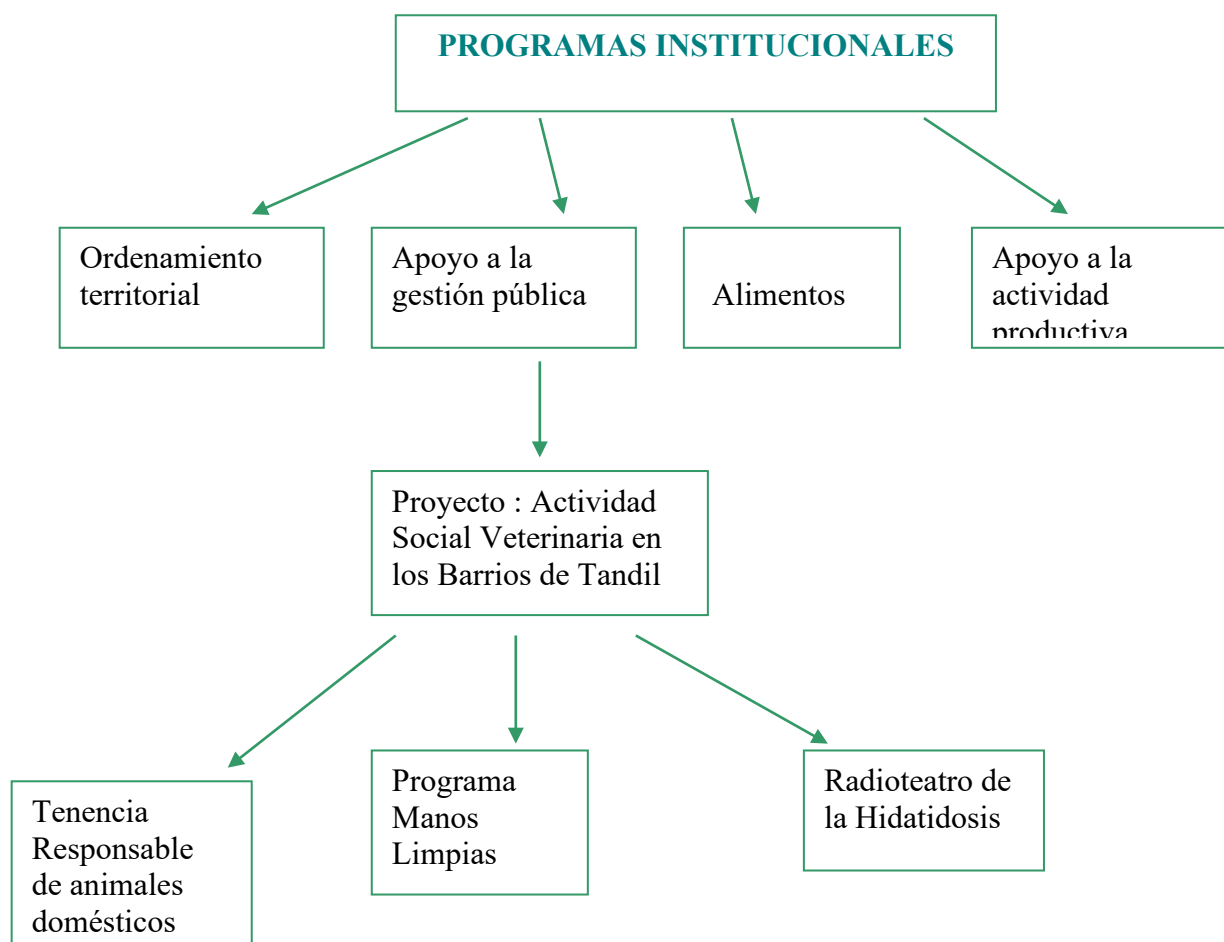 PROGRAMAS INSTITUCIONALES
Ordenamiento
territorial
Apoyo a la
gestión pública
Alimentos
Apoyo a la
actividad
productiva
Proyecto : Actividad
Social Veterinaria en
los Barrios de Tandil
Tenencia
Responsable
de animales
domésticos
Programa
Manos
Limpias
Radioteatro de
la Hidatidosis